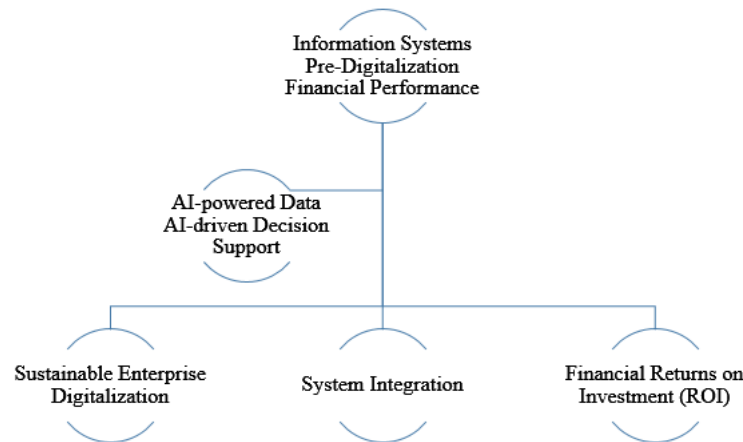 Information Systems
Pre-Digitalization
Financial Performance
AI-powered Data
AI-driven Decision
Support
Sustainable Enterprise
Digitalization
System Integration
Financial Returns on
Investment (ROI)